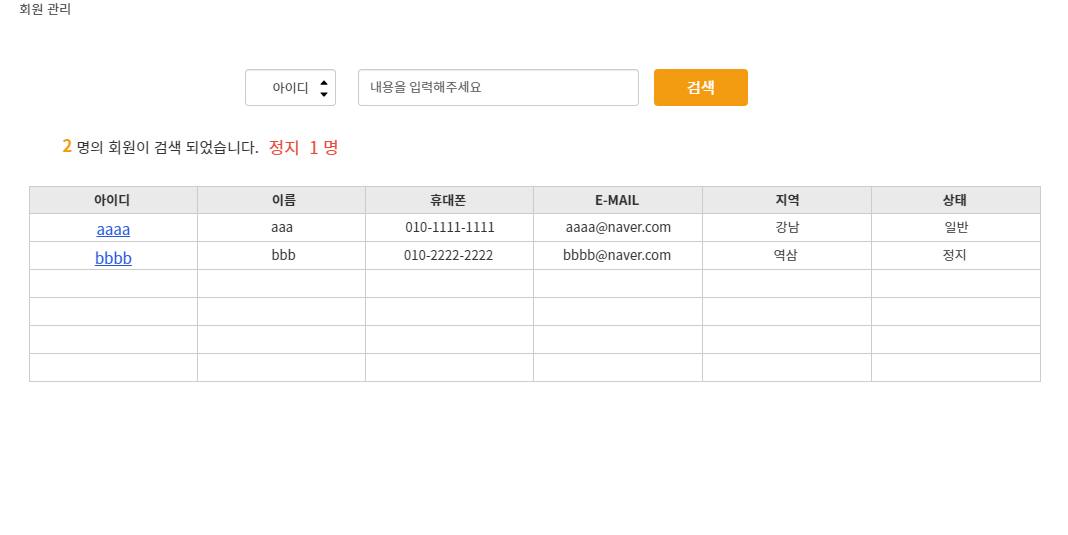 회원 관리
아이디 내용을 입력해주세요 검색
2 명의 회원이 검색 되었습니다. 정지 1 명
아이디 이름 휴대폰 E-MAIL 지역 상태
aaaa aaa 010-1111-1111 aaaa@naver.com 강남 일반
bbbb bbb 010-2222-2222 bbbb@naver.com 역삼 정지